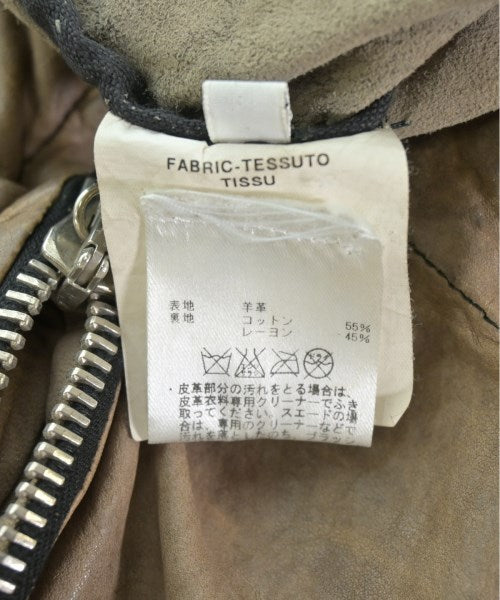 FABRIC-TESSUTO
TISSU
表地 羊革
裏地 コットン 55%
レーヨン 45%
・皮革部分の汚れをとる場合は、
皮革衣料専用クリーナーでふき
取ってください。スエードの場
合は、専用のクリーナーなどで